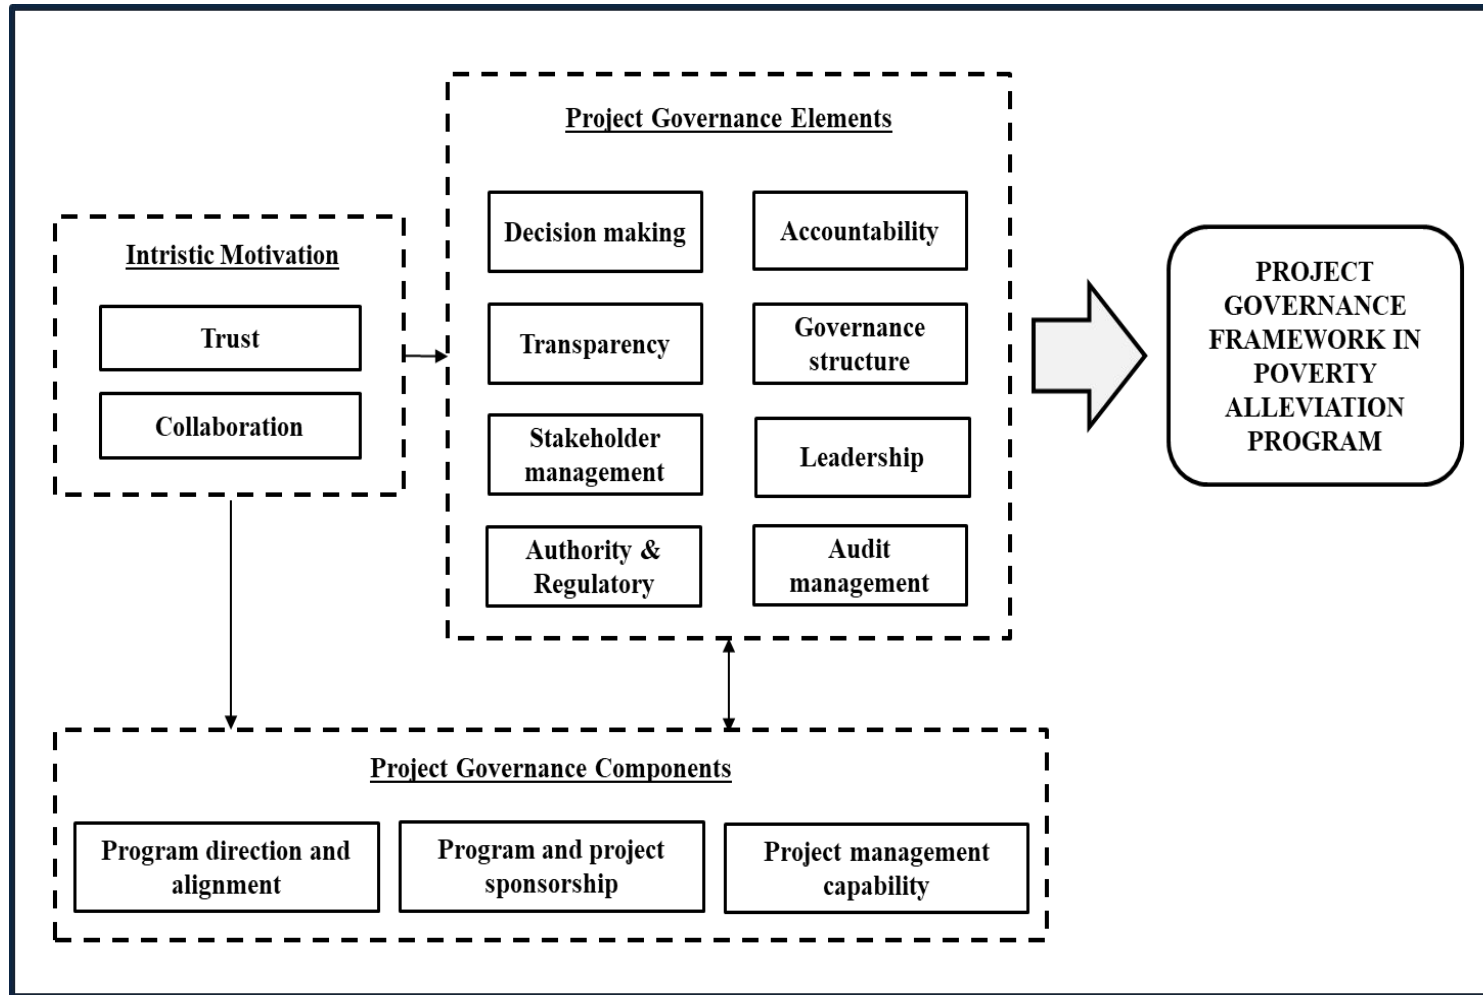 Project Governance Elements
Decision making
Accountability
Intristic Motivation
Trust
Collaboration
Transparency
Governance
structure
Stakeholder
management
Leadership
Authority &
Regulatory
Audit
management
PROJECT
GOVERNANCE
FRAMEWORK IN
POVERTY
ALLEVIATION
PROGRAM
Project Governance Components
Program direction and
alignment
Program and project
sponsorship
Project management
capability